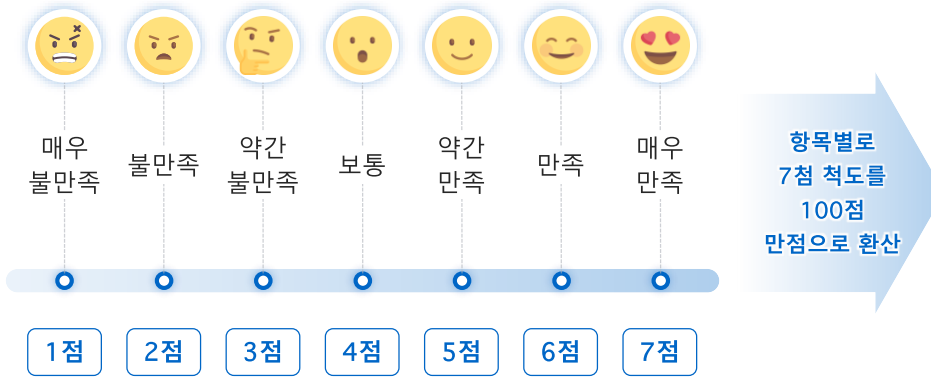 매우
불만족
불만족
약간
불만족
보통
약간
만족
만족
매우
만족
항목별로
7첨 척도를
100점
만점으로 환산
1점
2점
3점
4점
5점
6점
7점